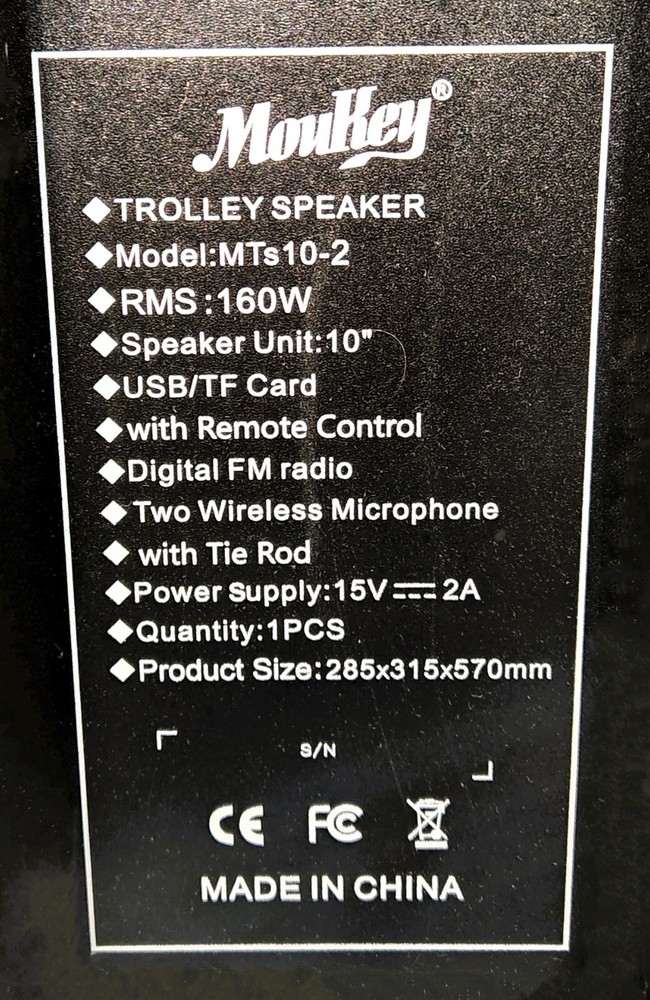 MouKey®
◆TROLLEY SPEAKER
◆Model:MTs10-2
◆RMS:160W
◆Speaker Unit:10"
◆USB/TF Card
◆with Remote Control
◆Digital FM radio
◆Two Wireless Microphone
◆with Tie Rod
◆Power Supply:15V⎓2A
◆Quantity:1PCS
◆Product Size:285x315x570mm
S/N
CE FC
MADE IN CHINA